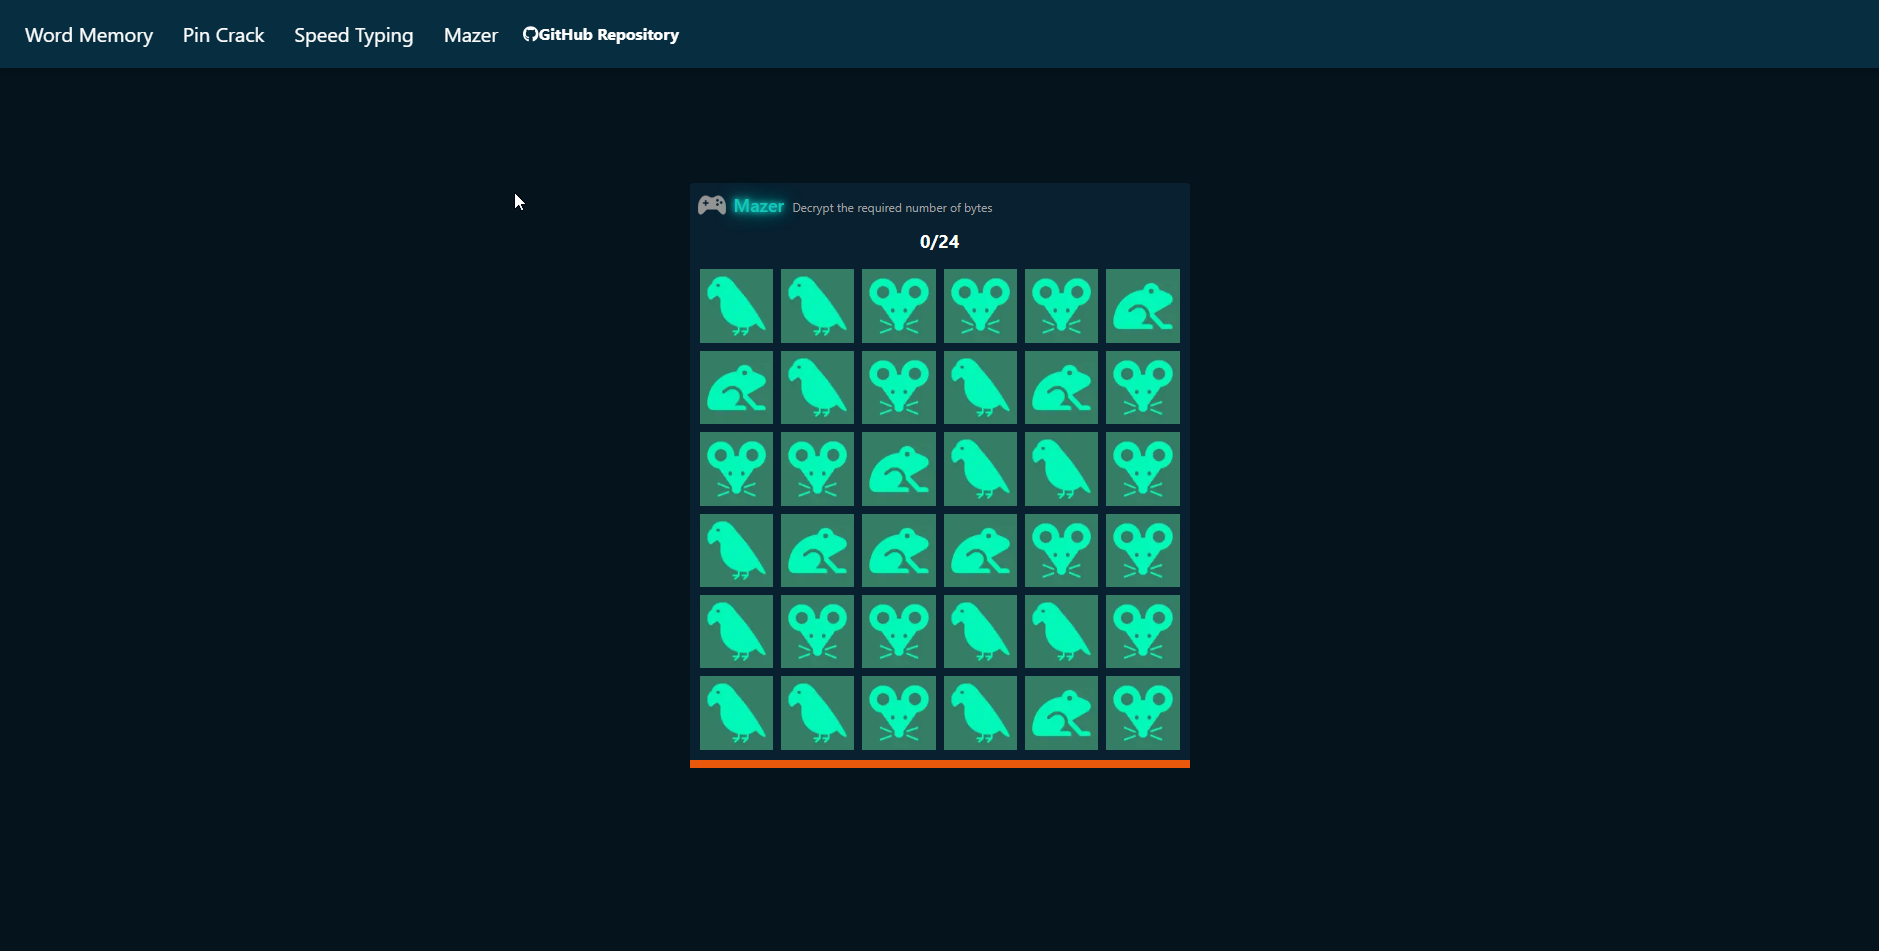 Word Memory Pin Crack Speed Typing Mazer GitHub Repository
Mazer Decrypt the required number of bytes
0/24